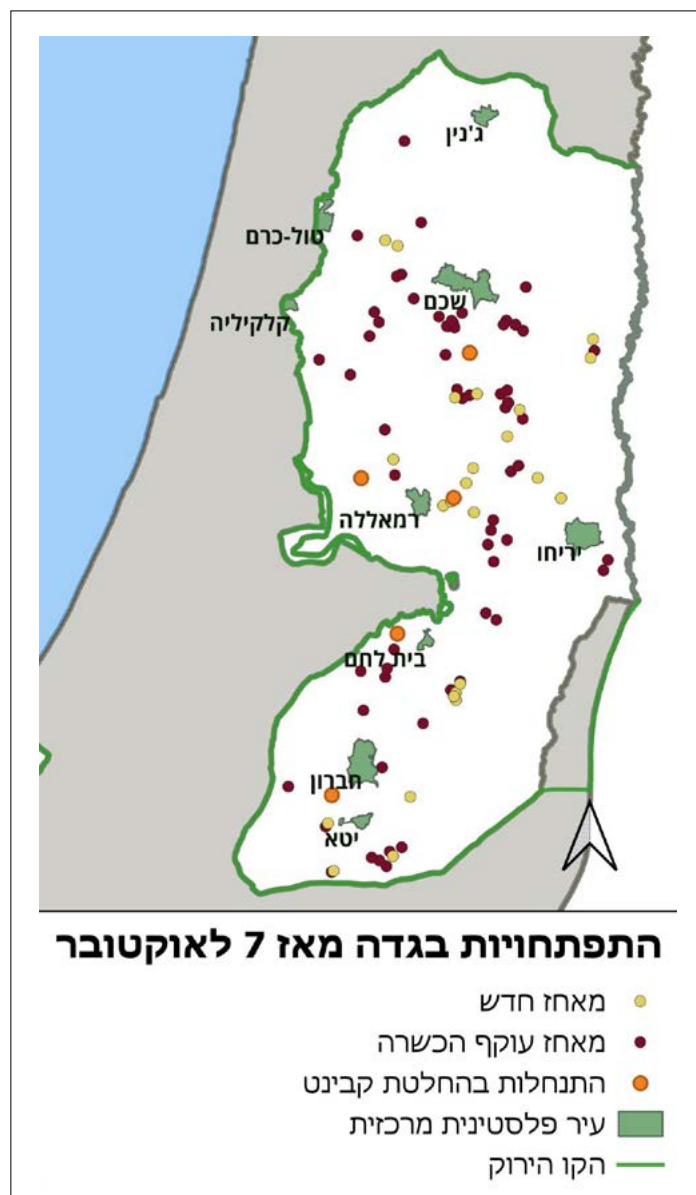 ג'נין
טול-כרם
שכם
קלקיליה
רמאללה
יריחו
בית לחם
חברון
יטא
התפתחויות בגדה מאז 7 לאוקטובר
מאחז חדש
מאחז עוקף הכשרה
התנחלות בהחלטת קבינט
עיר פלסטינית מרכזית
הקו הירוק